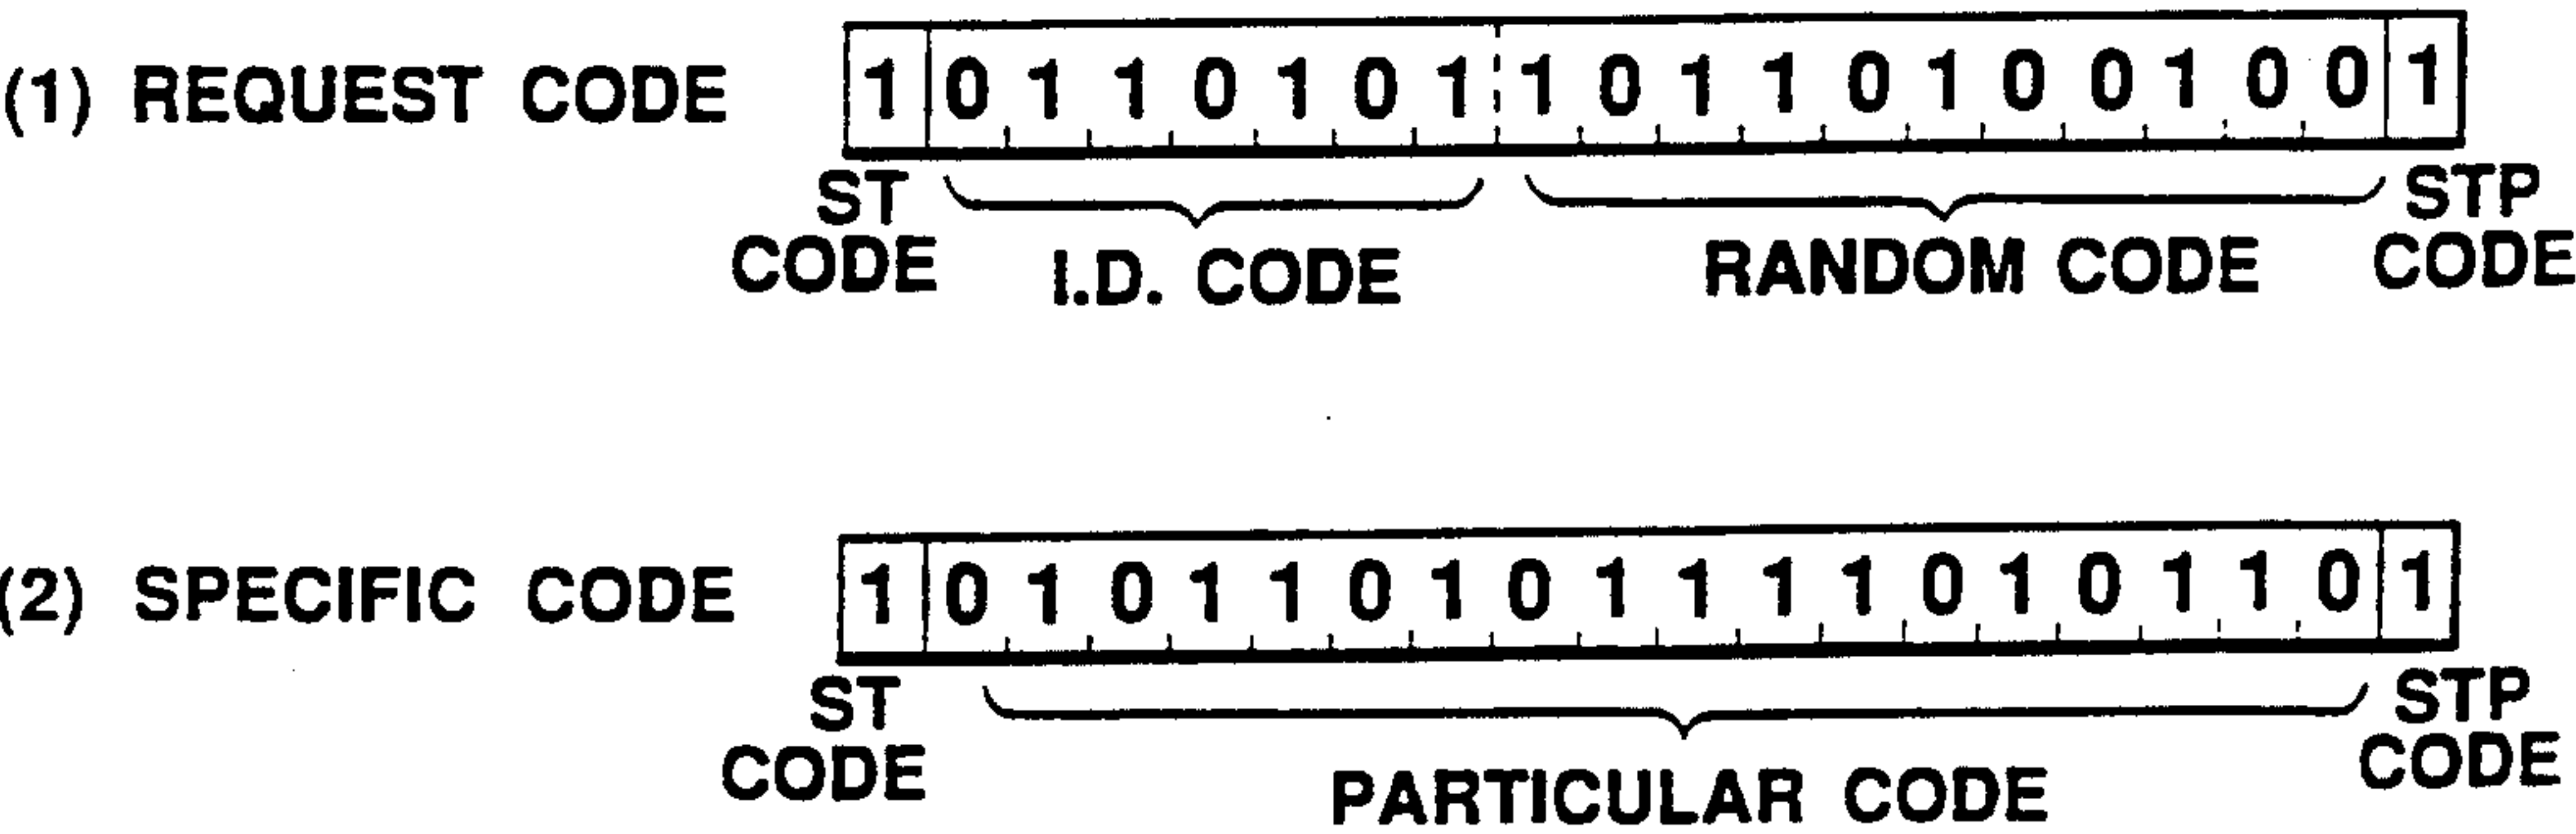 (1) REQUEST CODE 1 0 1 1 0 1 0 1 1 0 1 1 0 1 0 0 1 0 0 1
ST CODE I.D. CODE RANDOM CODE STP CODE
(2) SPECIFIC CODE 1 0 1 0 1 1 0 1 0 1 1 1 1 0 1 0 1 1 0 1
ST CODE PARTICULAR CODE STP CODE